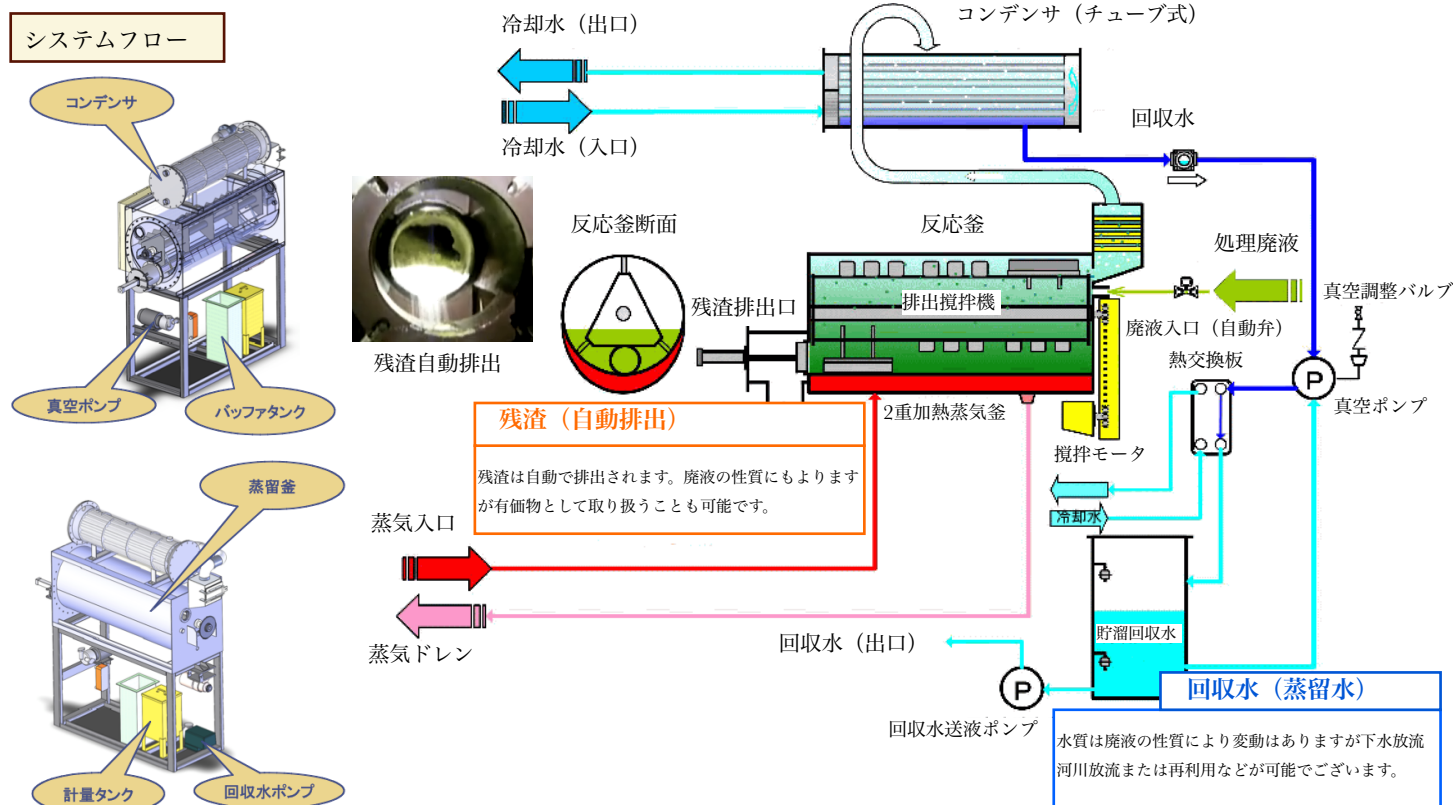 システムフロー
コンデンサ
真空ポンプ
バッファタンク
蒸留釜
計量タンク
回収水ポンプ
冷却水（出口）
冷却水（入口）
コンデンサ（チューブ式）
回収水
残渣自動排出
反応釜断面
反応釜
残渣排出口
排出撹拌機
処理廃液
廃液入口（自動弁）
真空調整バルブ
熱交換板
P
真空ポンプ
2重加熱蒸気釜
撹拌モータ
冷却水
残渣（自動排出）
残渣は自動で排出されます。廃液の性質にもよります
が有価物として取り扱うことも可能です。
蒸気入口
蒸気ドレン
回収水（出口）
P
回収水送液ポンプ
貯溜回収水
回収水（蒸留水）
水質は廃液の性質により変動はありますが下水放流
河川放流または再利用などが可能でございます。